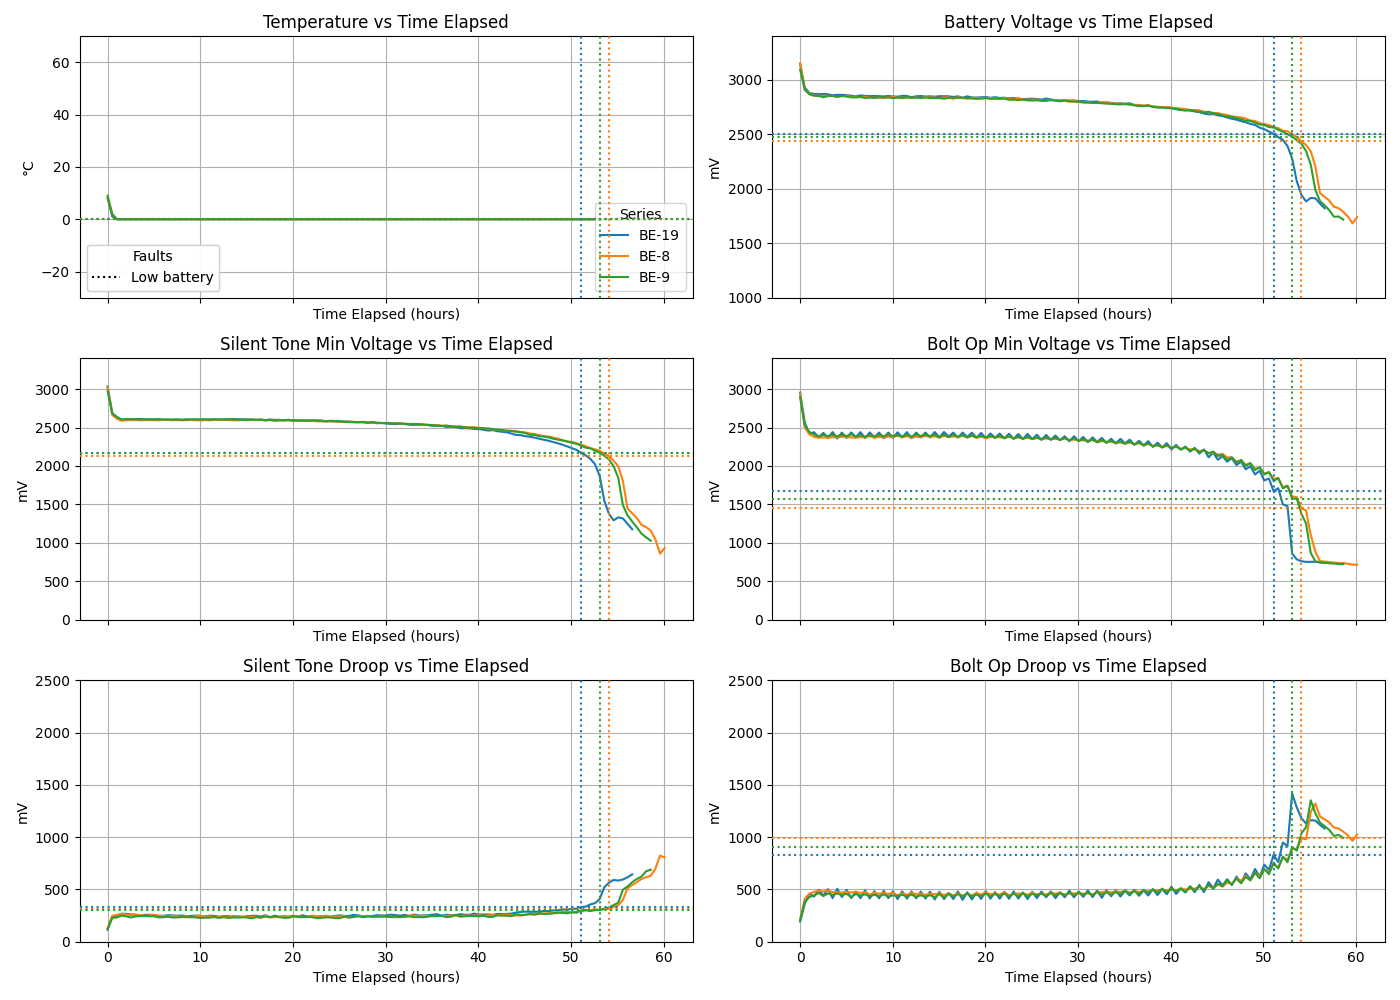 Temperature vs Time Elapsed
60
40
20
0
−20
°C
Series
BE-19
BE-8
BE-9
Faults
Low battery
Time Elapsed (hours)
Battery Voltage vs Time Elapsed
3000
2500
2000
1500
1000
mV
Time Elapsed (hours)
Silent Tone Min Voltage vs Time Elapsed
3000
2500
2000
1500
1000
500
0
mV
Time Elapsed (hours)
Bolt Op Min Voltage vs Time Elapsed
3000
2500
2000
1500
1000
500
0
mV
Time Elapsed (hours)
Silent Tone Droop vs Time Elapsed
2500
2000
1500
1000
500
0
mV
0 10 20 30 40 50 60
Time Elapsed (hours)
Bolt Op Droop vs Time Elapsed
2500
2000
1500
1000
500
0
mV
0 10 20 30 40 50 60
Time Elapsed (hours)